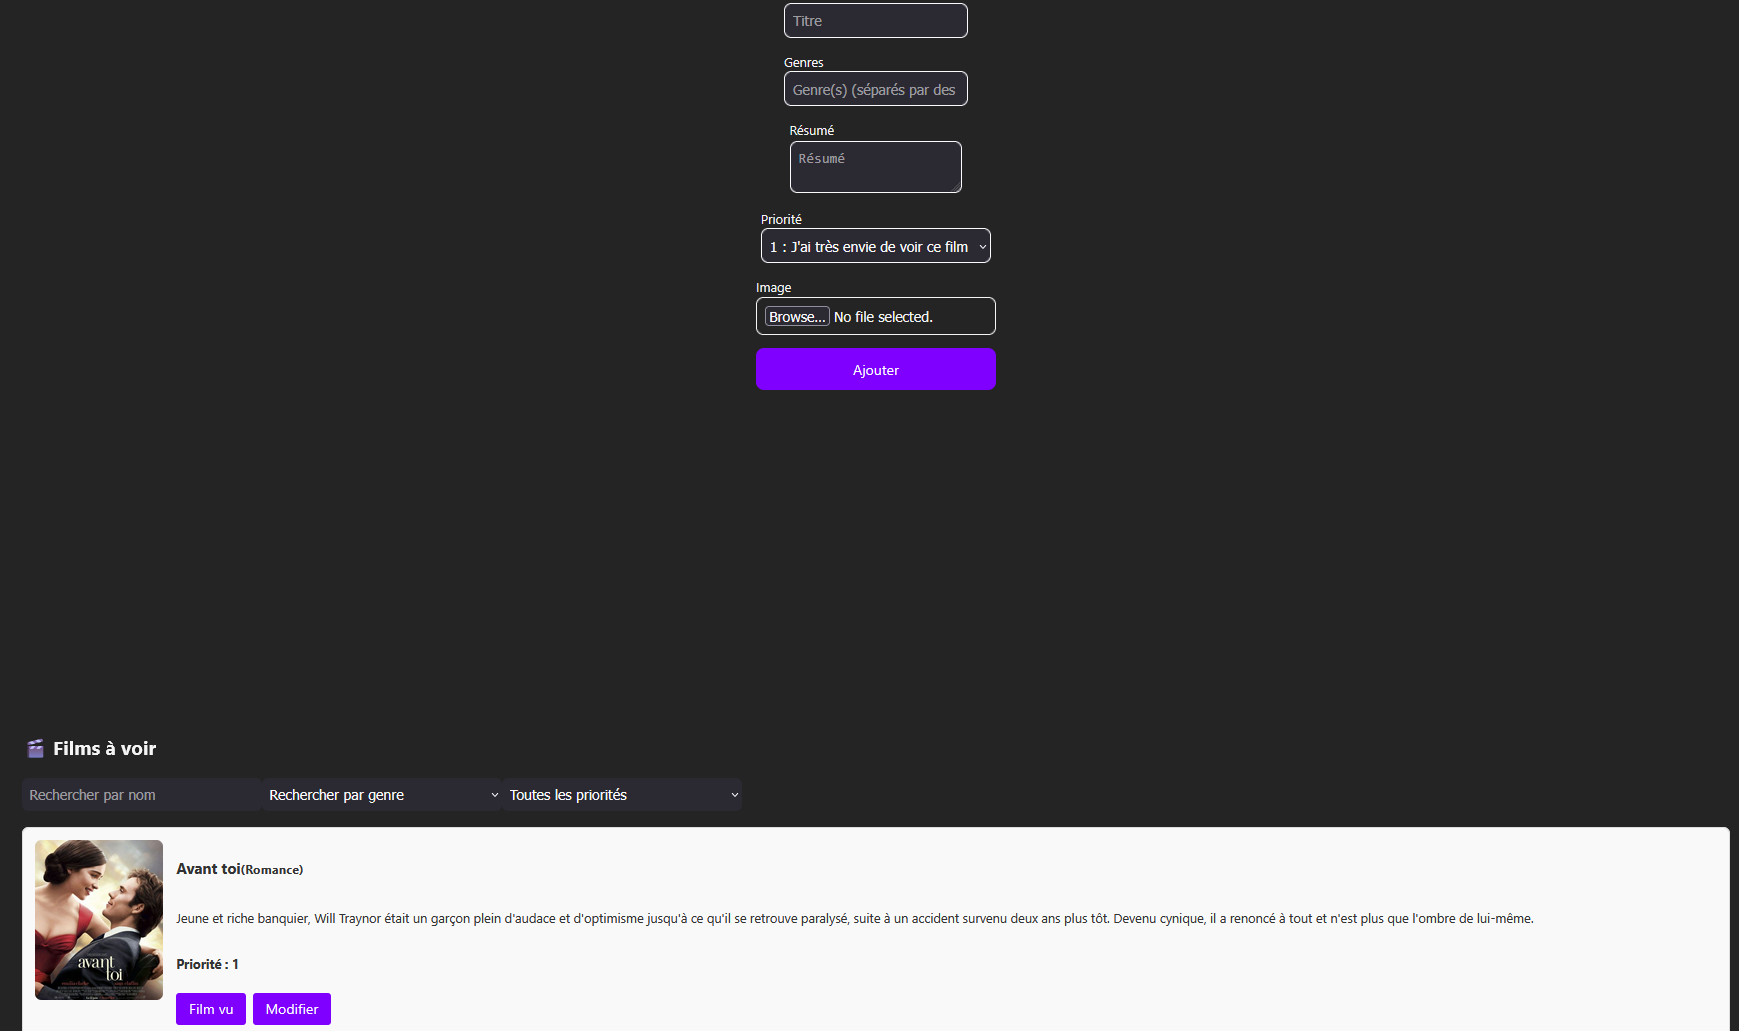 Titre
Genres
Genre(s) (séparés par des
Résumé
Résumé
Priorité
1 : J'ai très envie de voir ce film
Image
Browse... No file selected.
Ajouter
Films à voir
Rechercher par nom
Rechercher par genre
Toutes les priorités
Avant toi(Romance)
Jeune et riche banquier, Will Traynor était un garçon plein d'audace et d'optimisme jusqu'à ce qu'il se retrouve paralysé, suite à un accident survenu deux ans plus tôt. Devenu cynique, il a renoncé à tout et n'est plus que l'ombre de lui-même.
avant
toi
Priorité : 1
Film vu
Modifier